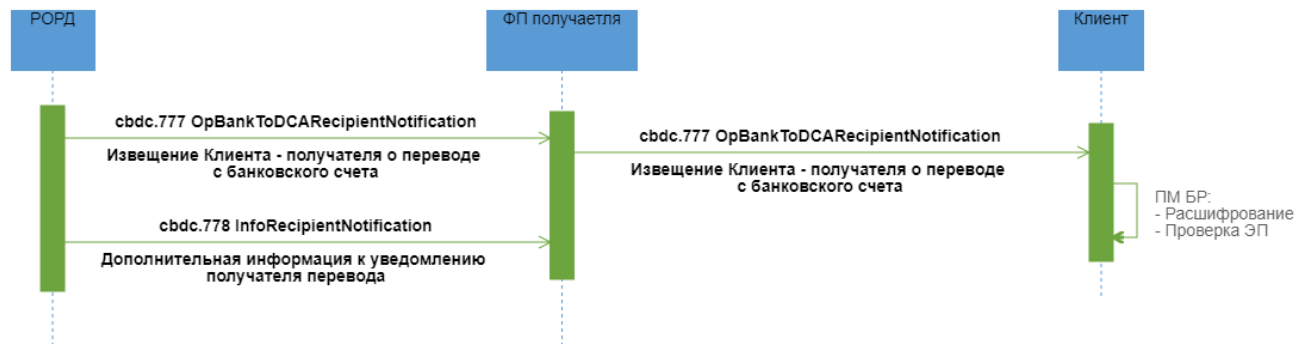 РОРД
ФП получаетля
Клиент
cbdc.777 OpBankToDCARecipientNotification
Извещение Клиента - получателя о переводе
с банковского счета
cbdc.777 OpBankToDCARecipientNotification
Извещение Клиента - получателя о переводе
с банковского счета
ПМ БР:
- Расшифрование
- Проверка ЭП
cbdc.778 InfoRecipientNotification
Дополнительная информация к уведомлению
получателя перевода